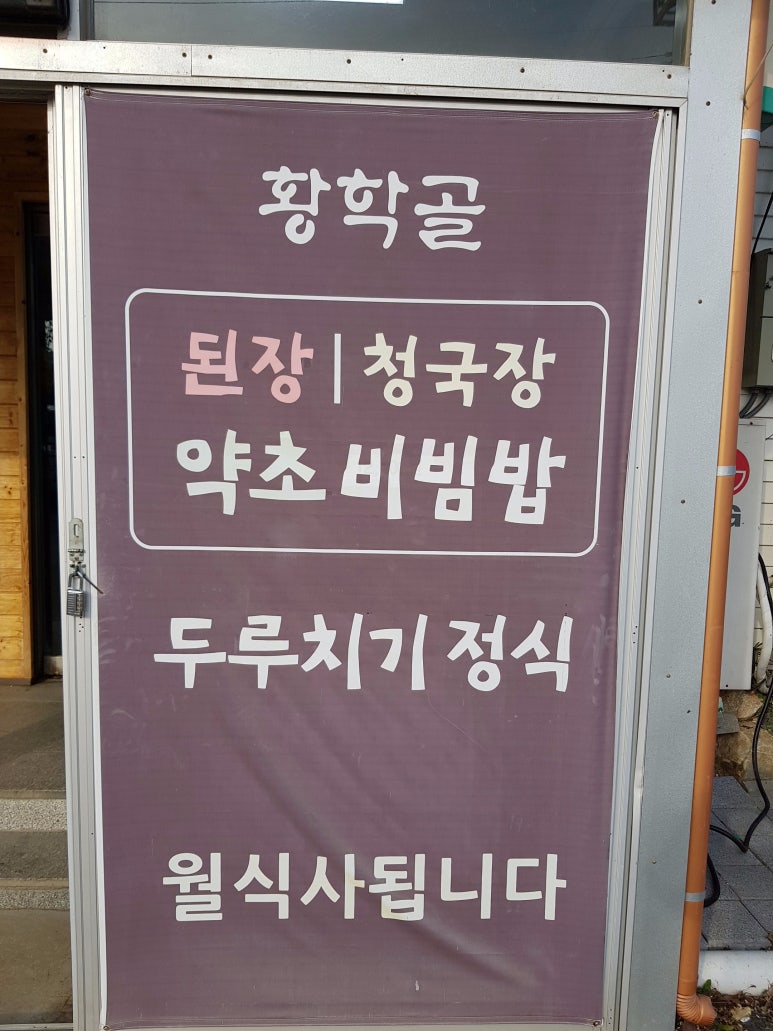 황학골
된장 | 청국장
약초비빔밥
두루치기 정식
월식사됩니다